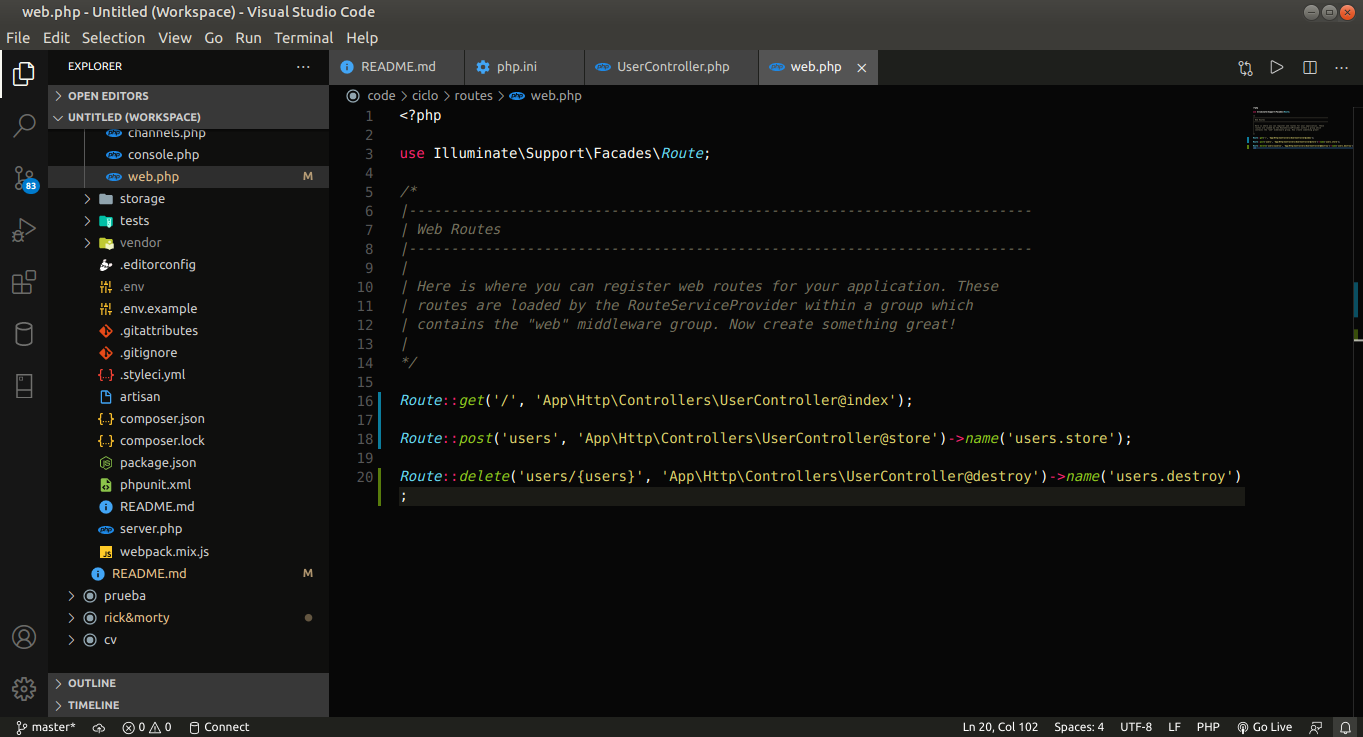 web.php - Untitled (Workspace) - Visual Studio Code
File Edit Selection View Go Run Terminal Help
EXPLORER
README.md
php.ini
UserController.php
web.php
OPEN EDITORS
UNTITLED (WORKSPACE)
channels.php
console.php
web.php M
storage
tests
vendor
.editorconfig
.env
.env.example
.gitattributes
.gitignore
.styleci.yml
artisan
composer.json
composer.lock
package.json
phpunit.xml
README.md
server.php
webpack.mix.js
README.md M
prueba
rick&morty
cv
OUTLINE
TIMELINE
83
code > ciclo > routes > web.php
1 <?php
2
3 use Illuminate\Support\Facades\Route;
4
5 /*
6 |--------------------------------------------------------------------------
7 | Web Routes
8 |--------------------------------------------------------------------------
9 |
10 | Here is where you can register web routes for your application. These
11 | routes are loaded by the RouteServiceProvider within a group which
12 | contains the "web" middleware group. Now create something great!
13 |
14 */
15
16 Route::get('/', 'App\Http\Controllers\UserController@index');
17
18 Route::post('users', 'App\Http\Controllers\UserController@store')->name('users.store');
19
20 Route::delete('users/{users}', 'App\Http\Controllers\UserController@destroy')->name('users.destroy')
;
master* 0 0 Connect
Ln 20, Col 102 Spaces: 4 UTF-8 LF PHP Go Live